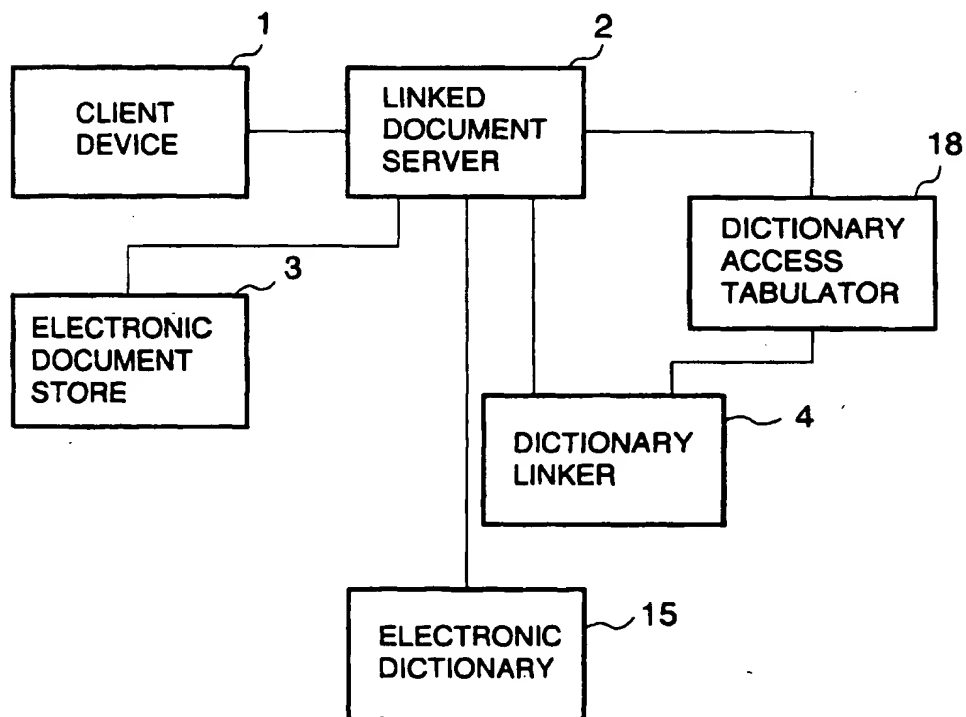 1
CLIENT
DEVICE
2
LINKED
DOCUMENT
SERVER
18
DICTIONARY
ACCESS
TABULATOR
3
ELECTRONIC
DOCUMENT
STORE
4
DICTIONARY
LINKER
15
ELECTRONIC
DICTIONARY